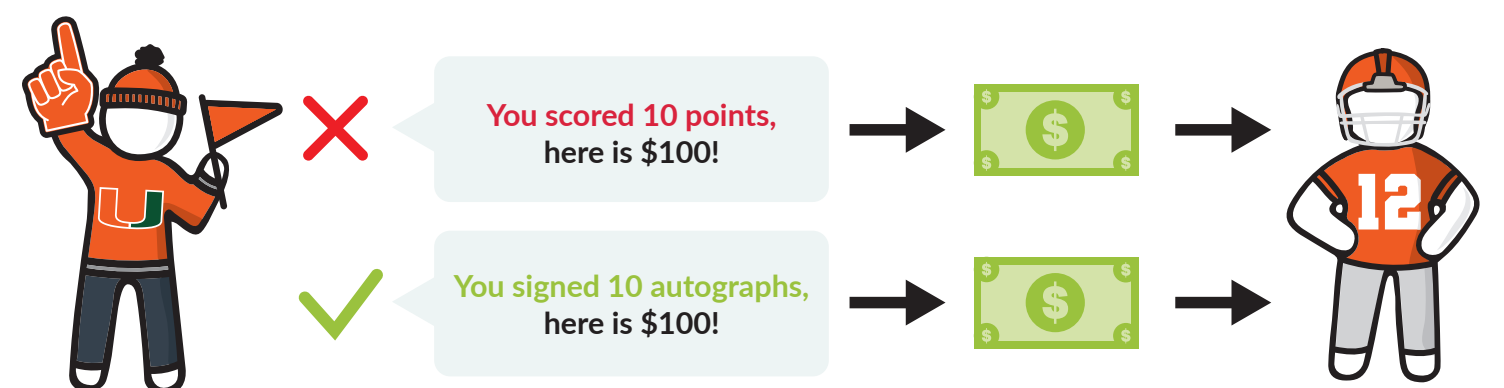 You scored 10 points,
here is $100!
$ $
$
$ $
U
12
You signed 10 autographs,
here is $100!
$ $
$
$ $